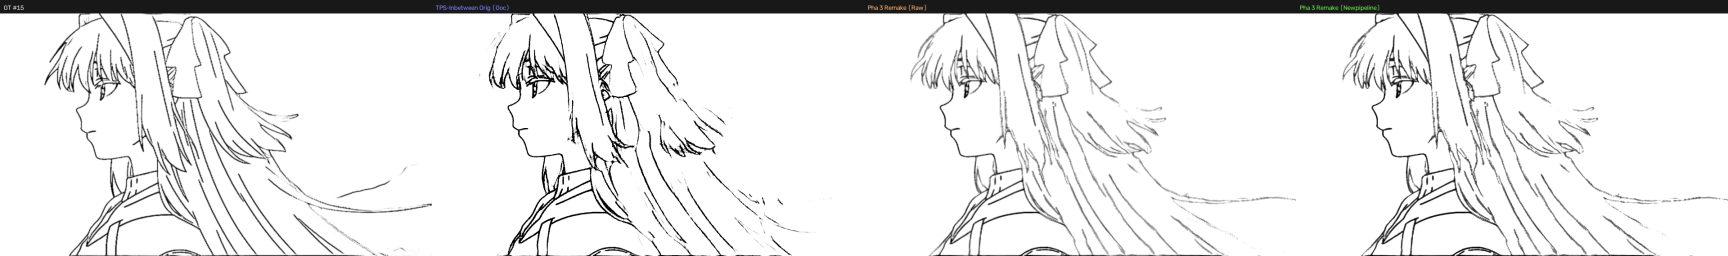 GT #15
TPS-Inbetween Orig (Doc)
Pha 3 Remake (Raw)
Pha 3 Remake (Newpipeline)